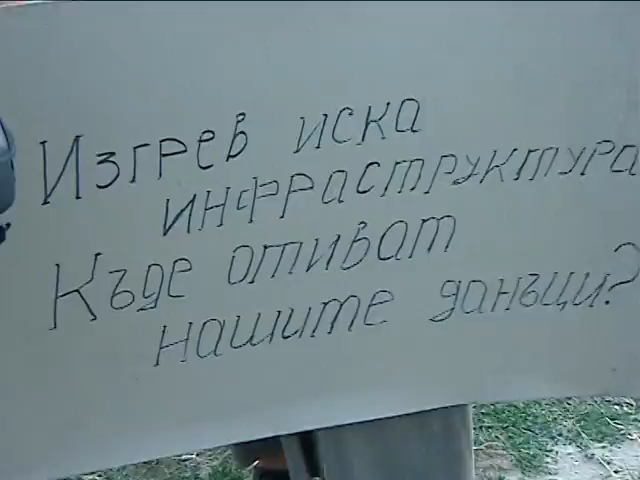 Изгрев иска
инфраструктура
Къде отиват
нашите данъци?